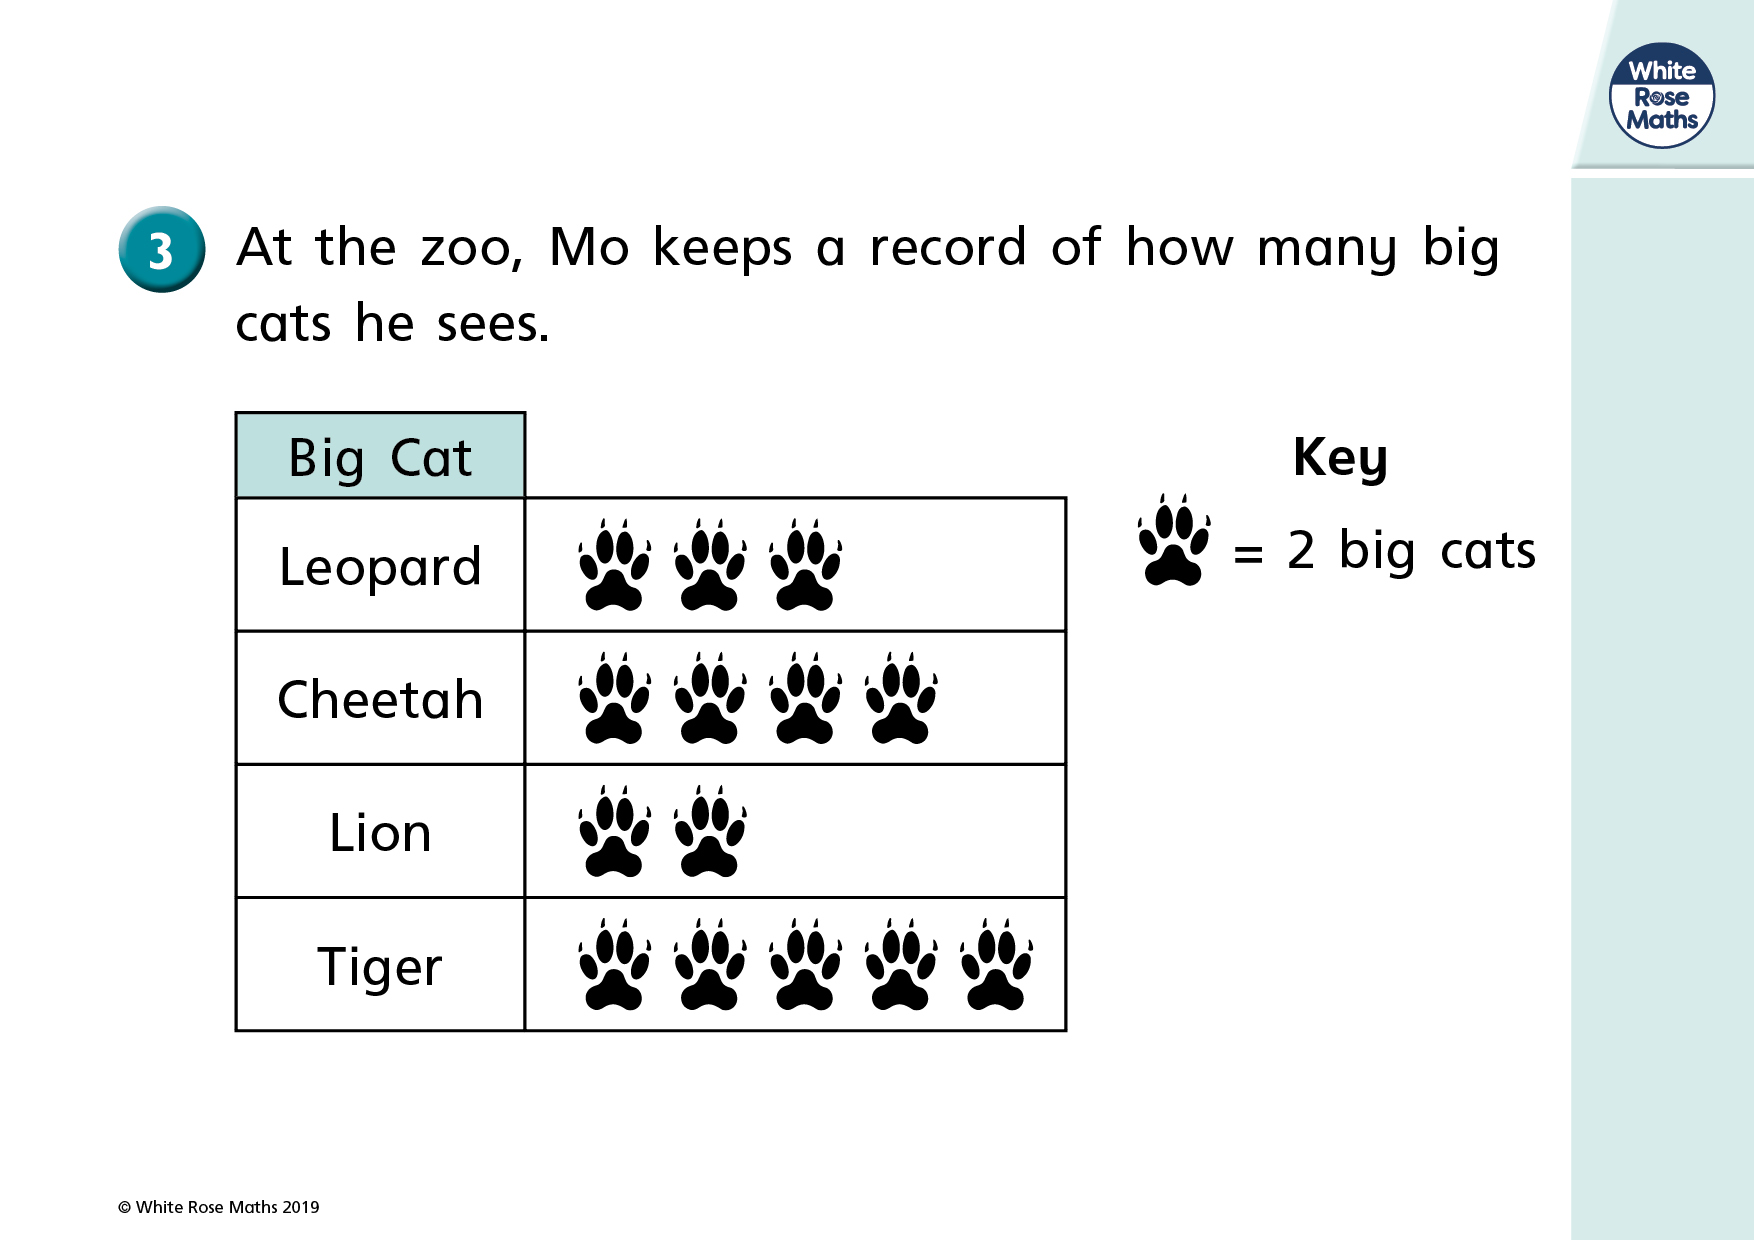 White
Rose
Maths
3
At the zoo, Mo keeps a record of how many big
cats he sees.
Big Cat
Leopard
Cheetah
Lion
Tiger
Key
= 2 big cats
© White Rose Maths 2019